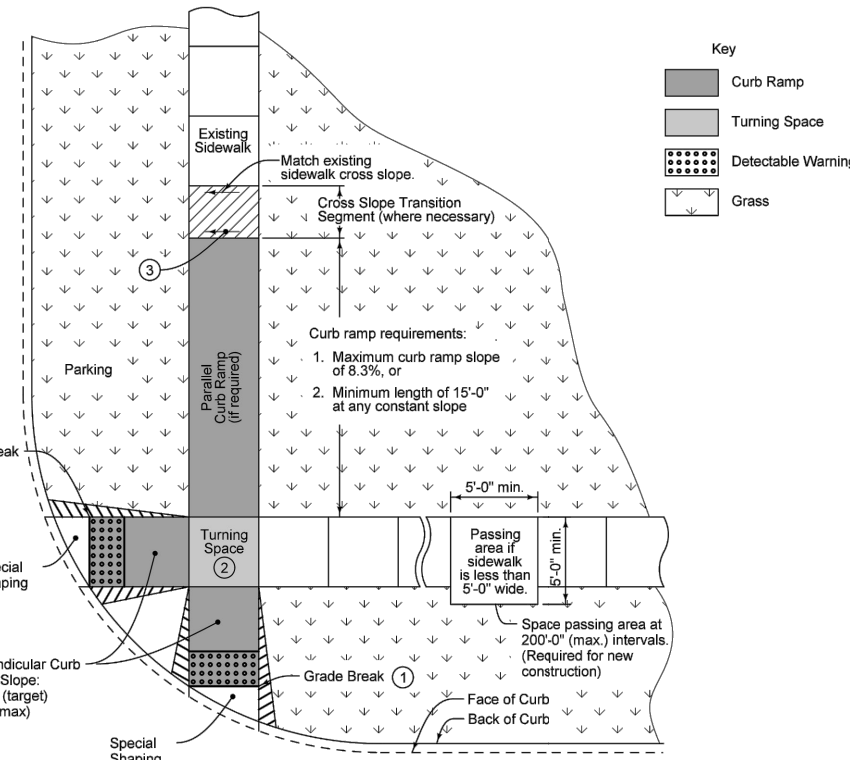 Key
Curb Ramp
Turning Space
Detectable Warning
Grass
Existing
Sidewalk
Match existing
sidewalk cross slope.
Cross Slope Transition
Segment (where necessary)
3
Parking
Parallel
Curb Ramp
(if required)
Curb ramp requirements:
1. Maximum curb ramp slope
of 8.3%, or
2. Minimum length of 15'-0"
at any constant slope
eak
5'-0" min.
Turning
Space
2
Passing
area if
sidewalk
is less than
5'-0" wide.
5'-0" min.
ecial
aping
Space passing area at
200'-0" (max.) intervals.
(Required for new
construction)
ndicular Curb
Slope:
(target)
max)
Grade Break 1
Face of Curb
Back of Curb
Special
Shaping